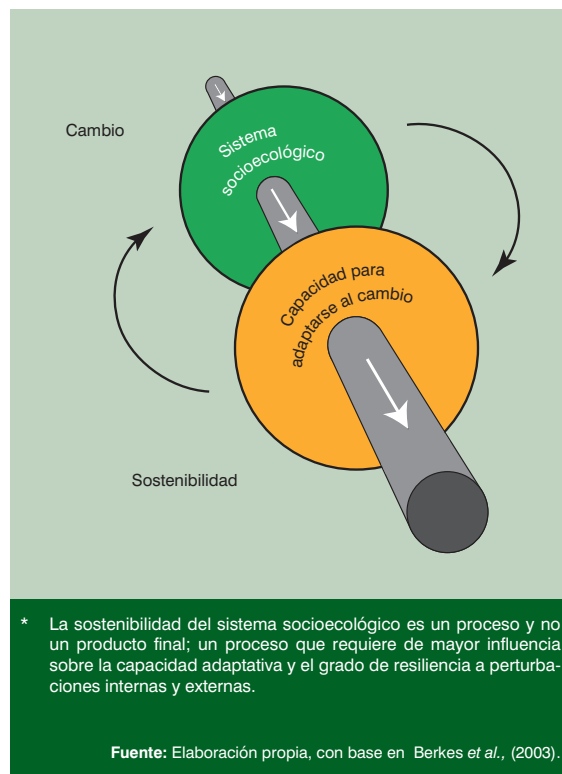 Cambio
Sistema
socioecológico
Capacidad para
adaptarse al cambio
Sostenibilidad
* La sostenibilidad del sistema socioecológico es un proceso y no
un producto final; un proceso que requiere de mayor influencia
sobre la capacidad adaptativa y el grado de resiliencia a perturba-
ciones internas y externas.
Fuente: Elaboración propia, con base en Berkes et al., (2003).